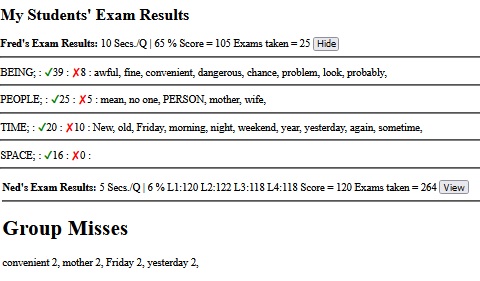 My Students' Exam Results
Fred's Exam Results: 10 Secs./Q | 65 % Score = 105 Exams taken = 25 Hide
BEING; : ✓39 : ✗8 : awful, fine, convenient, dangerous, chance, problem, look, probably,
PEOPLE; : ✓25 : ✗5 : mean, no one, PERSON, mother, wife,
TIME; : ✓20 : ✗10 : New, old, Friday, morning, night, weekend, year, yesterday, again, sometime,
SPACE; : ✓16 : ✗0 :
Ned's Exam Results: 5 Secs./Q | 6 % L1:120 L2:122 L3:118 L4:118 Score = 120 Exams taken = 264 View
Group Misses
convenient 2, mother 2, Friday 2, yesterday 2,